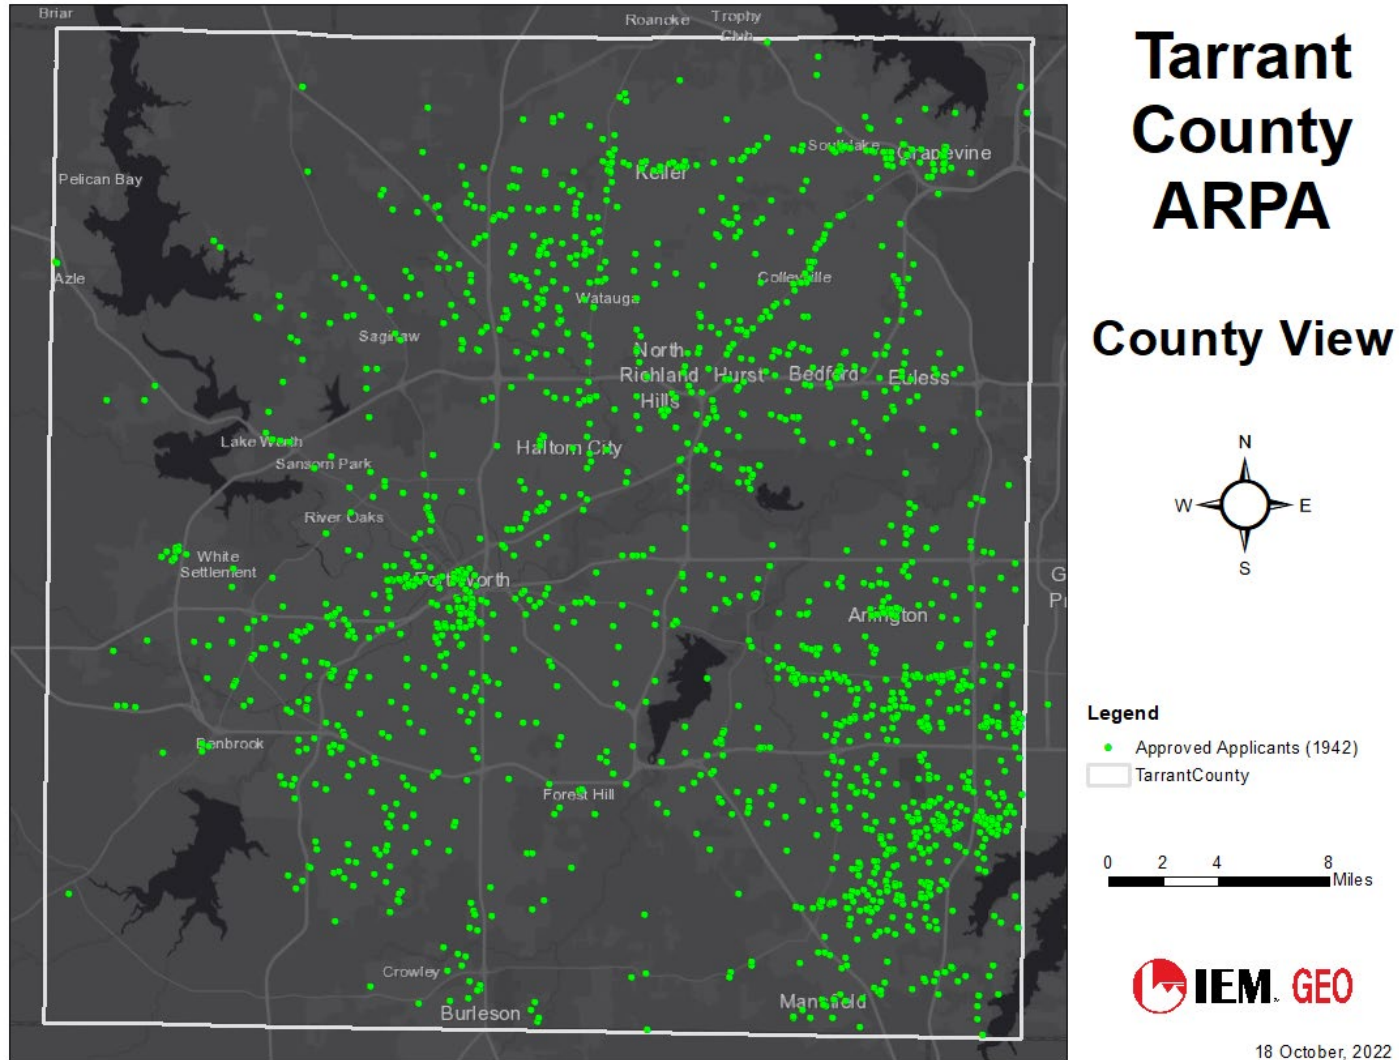 Briar
Roanoke
Trophy
Club
Southlake
Grapevine
Keller
Pelican Bay
Azle
Colleyville
Watauga
Saginaw
North
Richland
Hills
Hurst
Bedford
Euless
Lake Worth
Haltom City
Sansom Park
River Oaks
White
Settlement
Fort Worth
G
Arlington
Benbrook
Forest Hill
Crowley
Burleson
Mansfield
Tarrant
County
ARPA
County View
N
W
E
S
Legend
Approved Applicants (1942)
TarrantCounty
0 2 4 8
Miles
IEM GEO
18 October, 2022